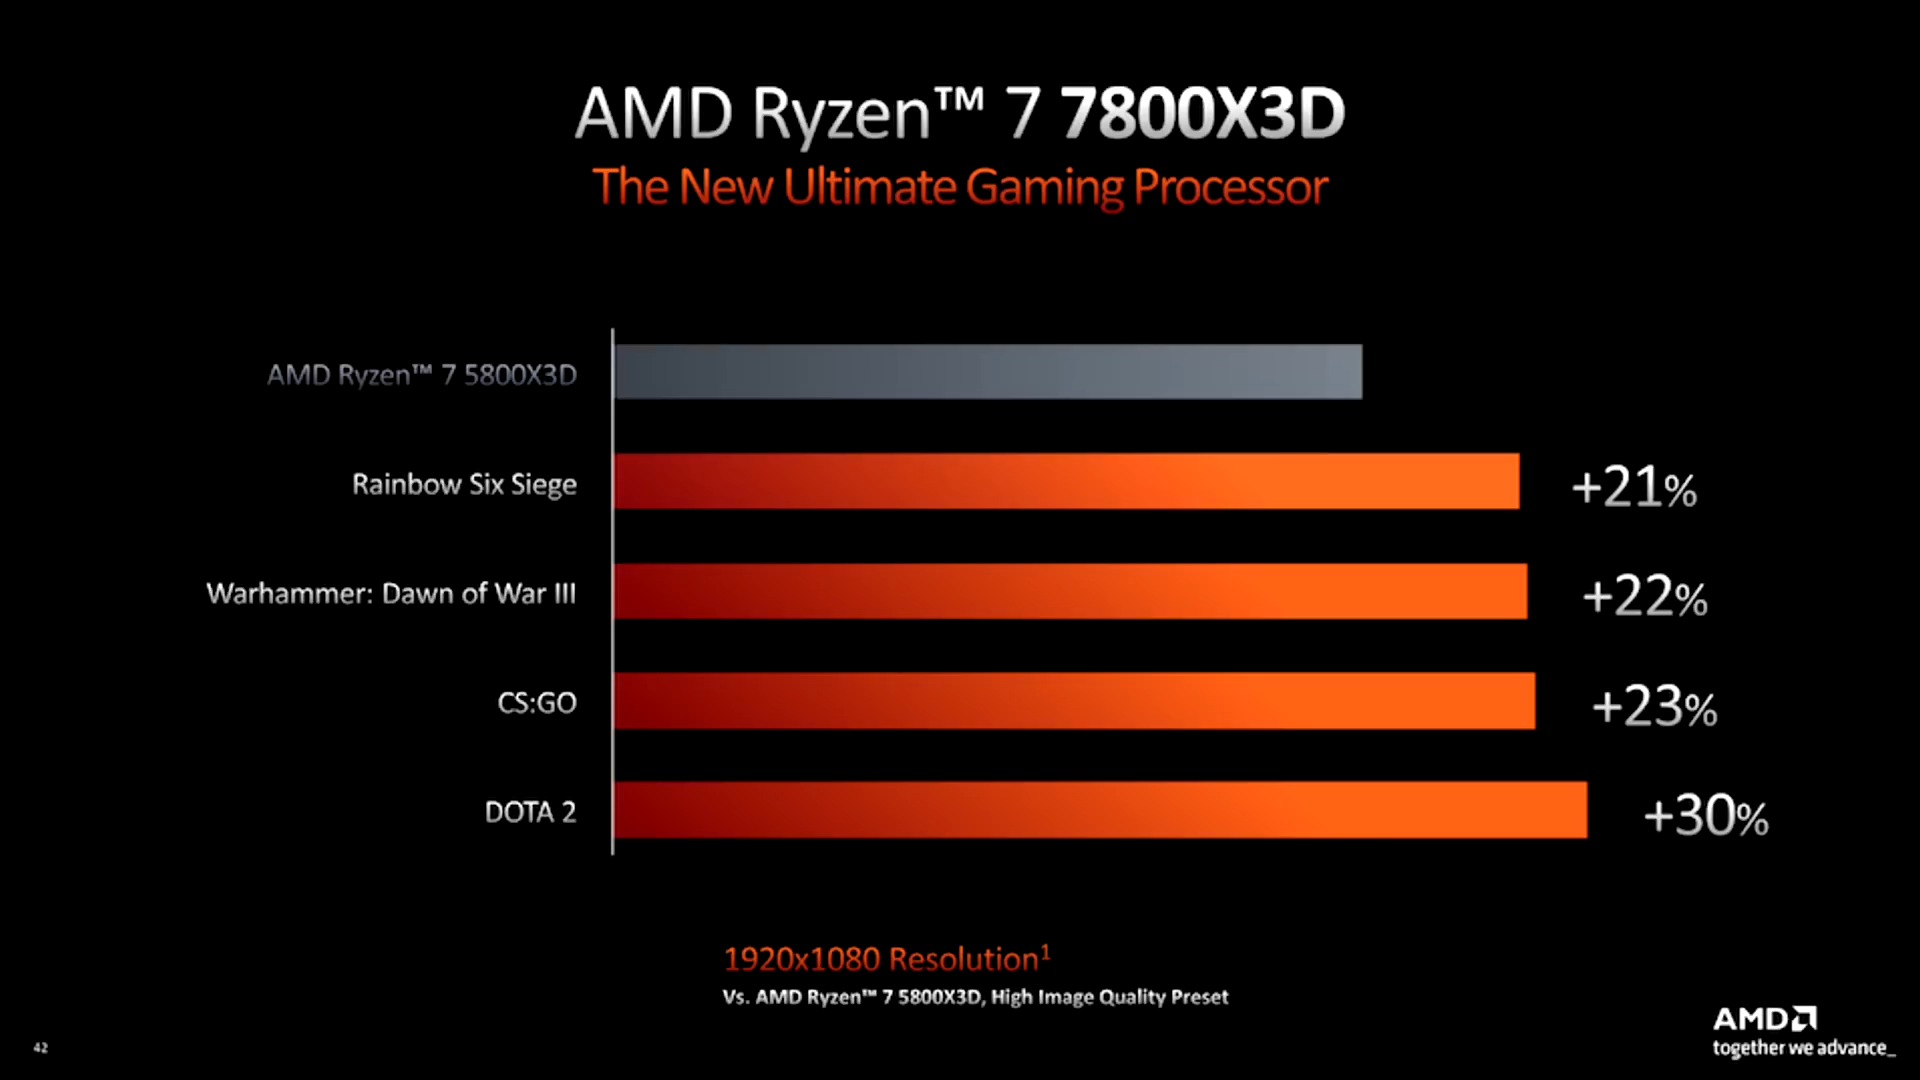 AMD Ryzen™ 7 7800X3D
The New Ultimate Gaming Processor
AMD Ryzen™ 7 5800X3D
Rainbow Six Siege +21%
Warhammer: Dawn of War III +22%
CS:GO +23%
DOTA 2 +30%
1920x1080 Resolution¹
Vs. AMD Ryzen™ 7 5800X3D, High Image Quality Preset
42
AMD
together we advance_